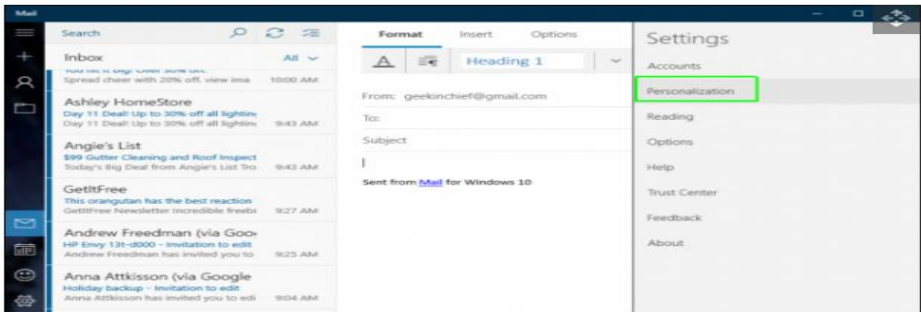 Mail
Search
Inbox
All
Spread cheer with 20% off, view ima 10:00 AM
Ashley HomeStore
Day 11 Deal! Up to 30% off all lighting
Day 11 Deal! Up to 30% off all lightin 9:43 AM
Angie's List
$99 Gutter Cleaning and Roof Inspect
Today's Big Deal from Angie's List Tro 9:43 AM
GetItFree
This orangutan has the best reaction
GetItFree Newsletter Incredible freebi 9:27 AM
Andrew Freedman (via Goo
HP Envy 13t-d000 - Invitation to edit
Andrew Freedman has invited you to 9:25 AM
Anna Attkisson (via Google
Holiday backup - Invitation to edit
Anna Attkisson has invited you to edi 9:04 AM
Format Insert Options
A Heading 1
From: geekinchief@gmail.com
To:
Subject
Sent from Mail for Windows 10
Settings
Accounts
Personalization
Reading
Options
Help
Trust Center
Feedback
About